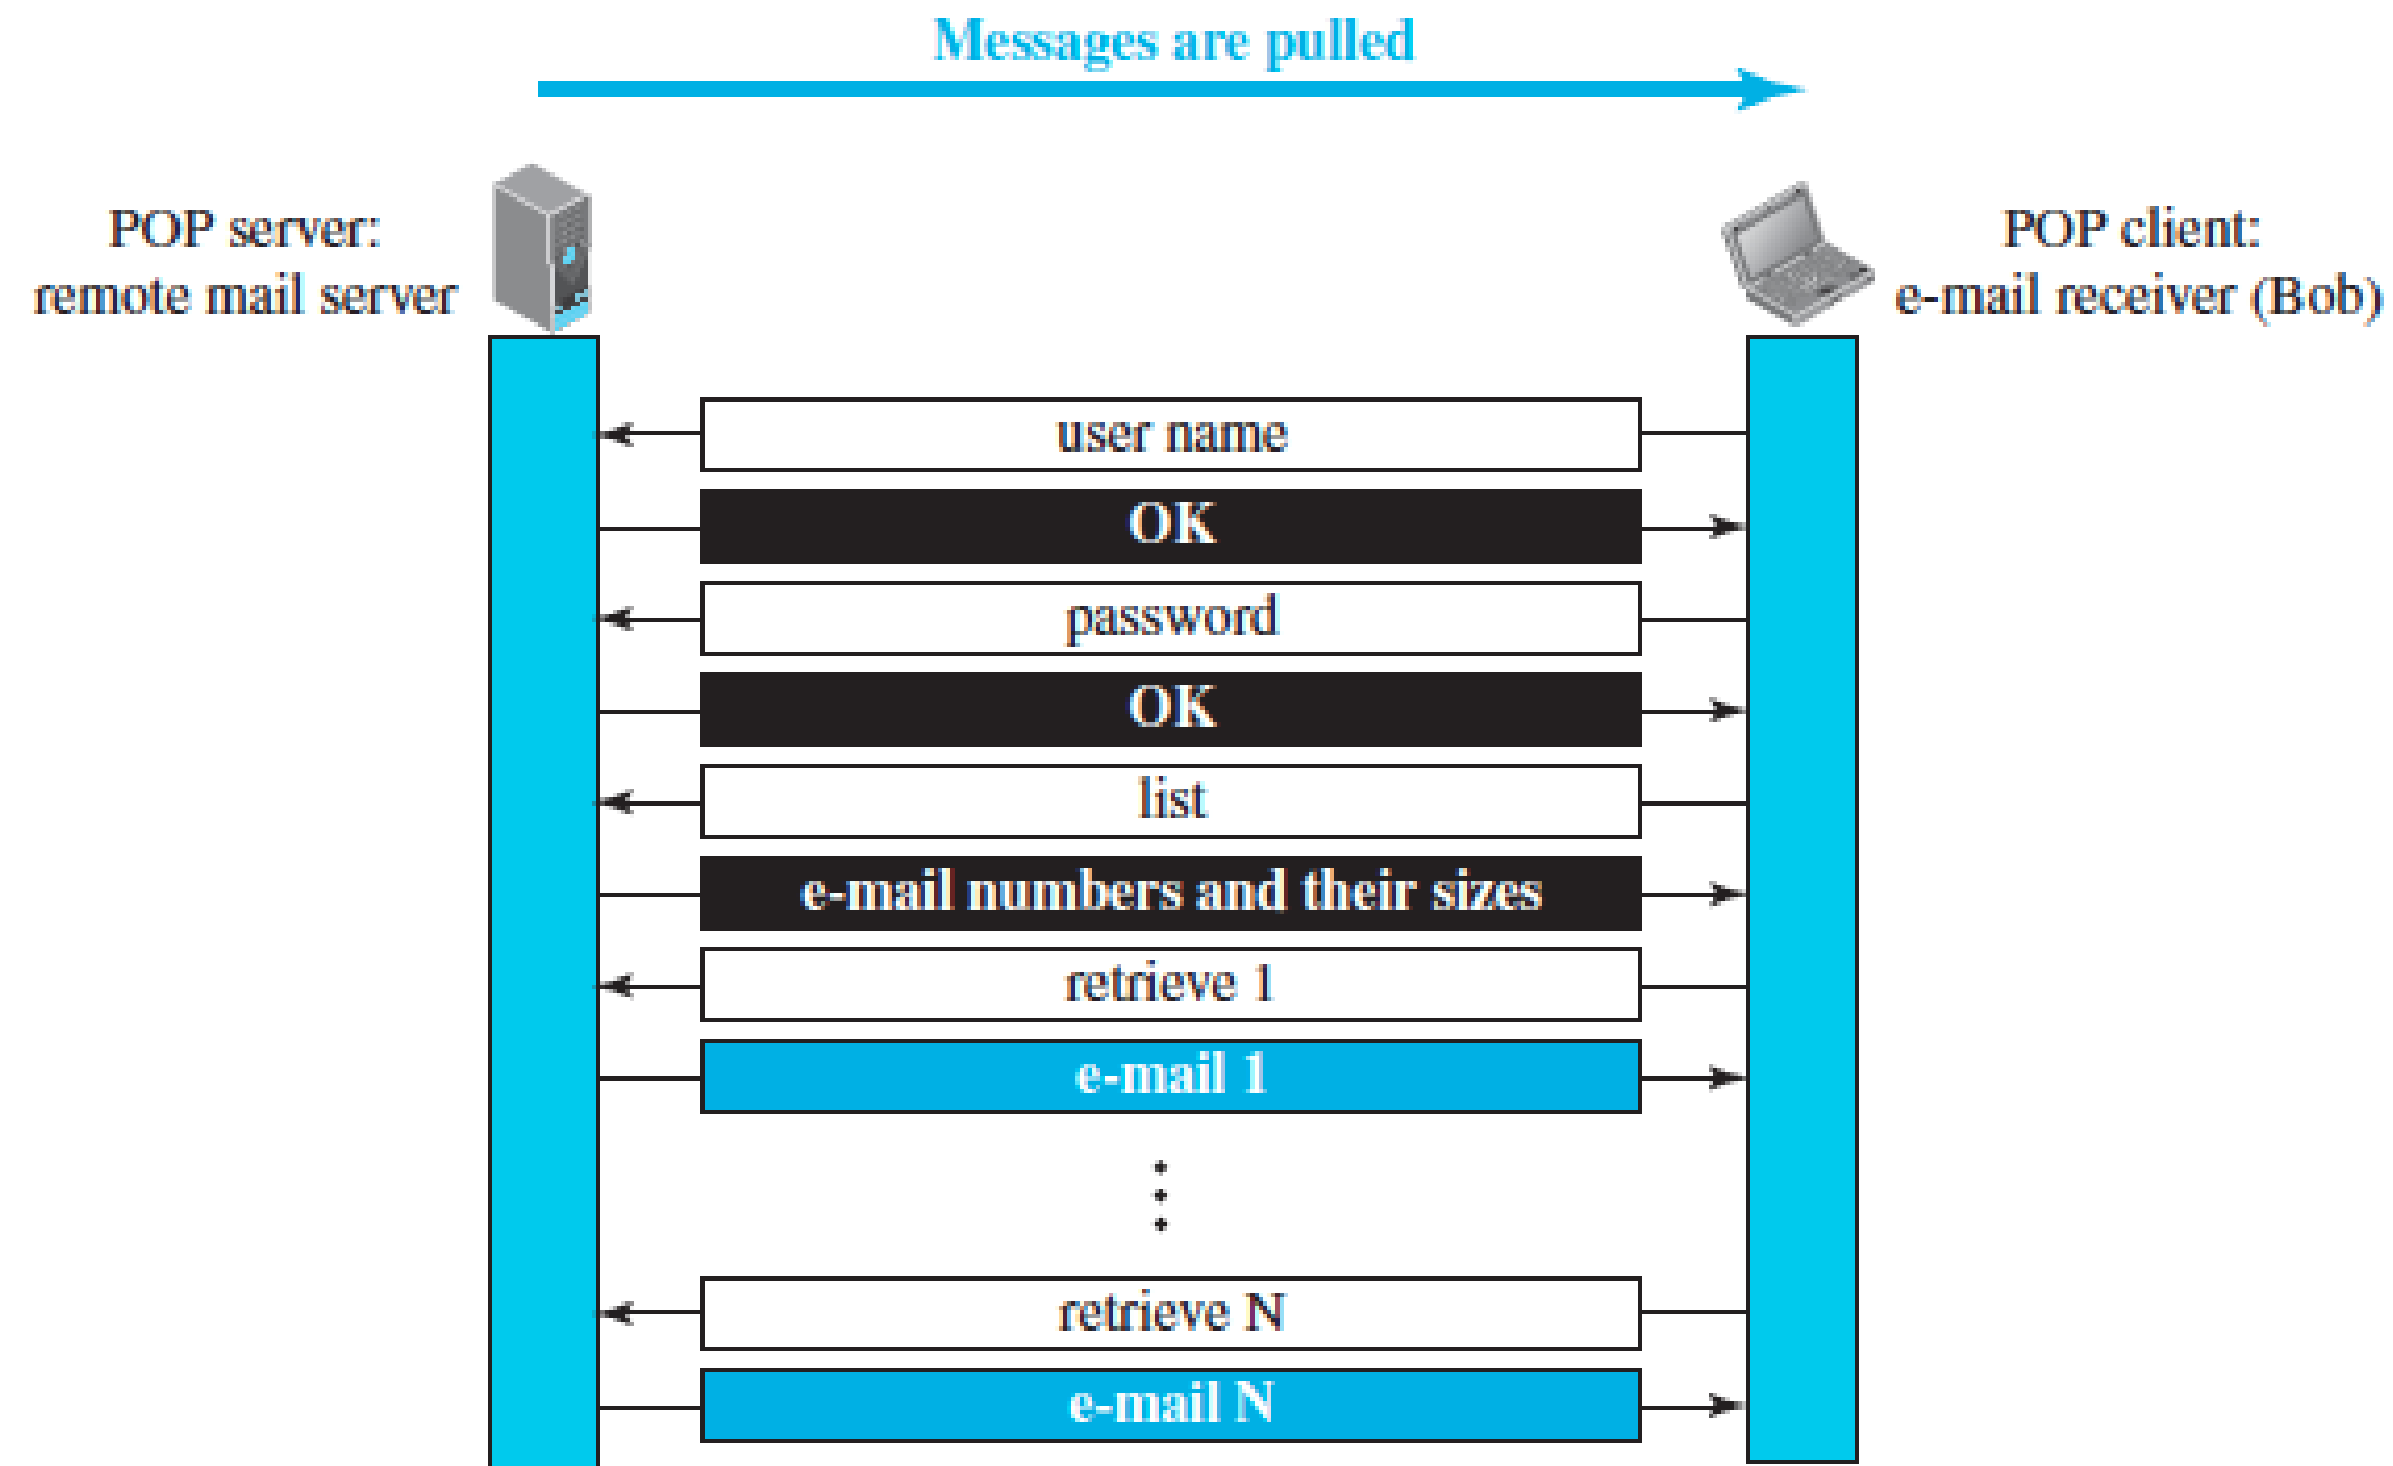 Messages are pulled
POP server:
remote mail server
POP client:
e-mail receiver (Bob)
user name
OK
password
OK
list
e-mail numbers and their sizes
retrieve 1
e-mail 1
retrieve N
e-mail N